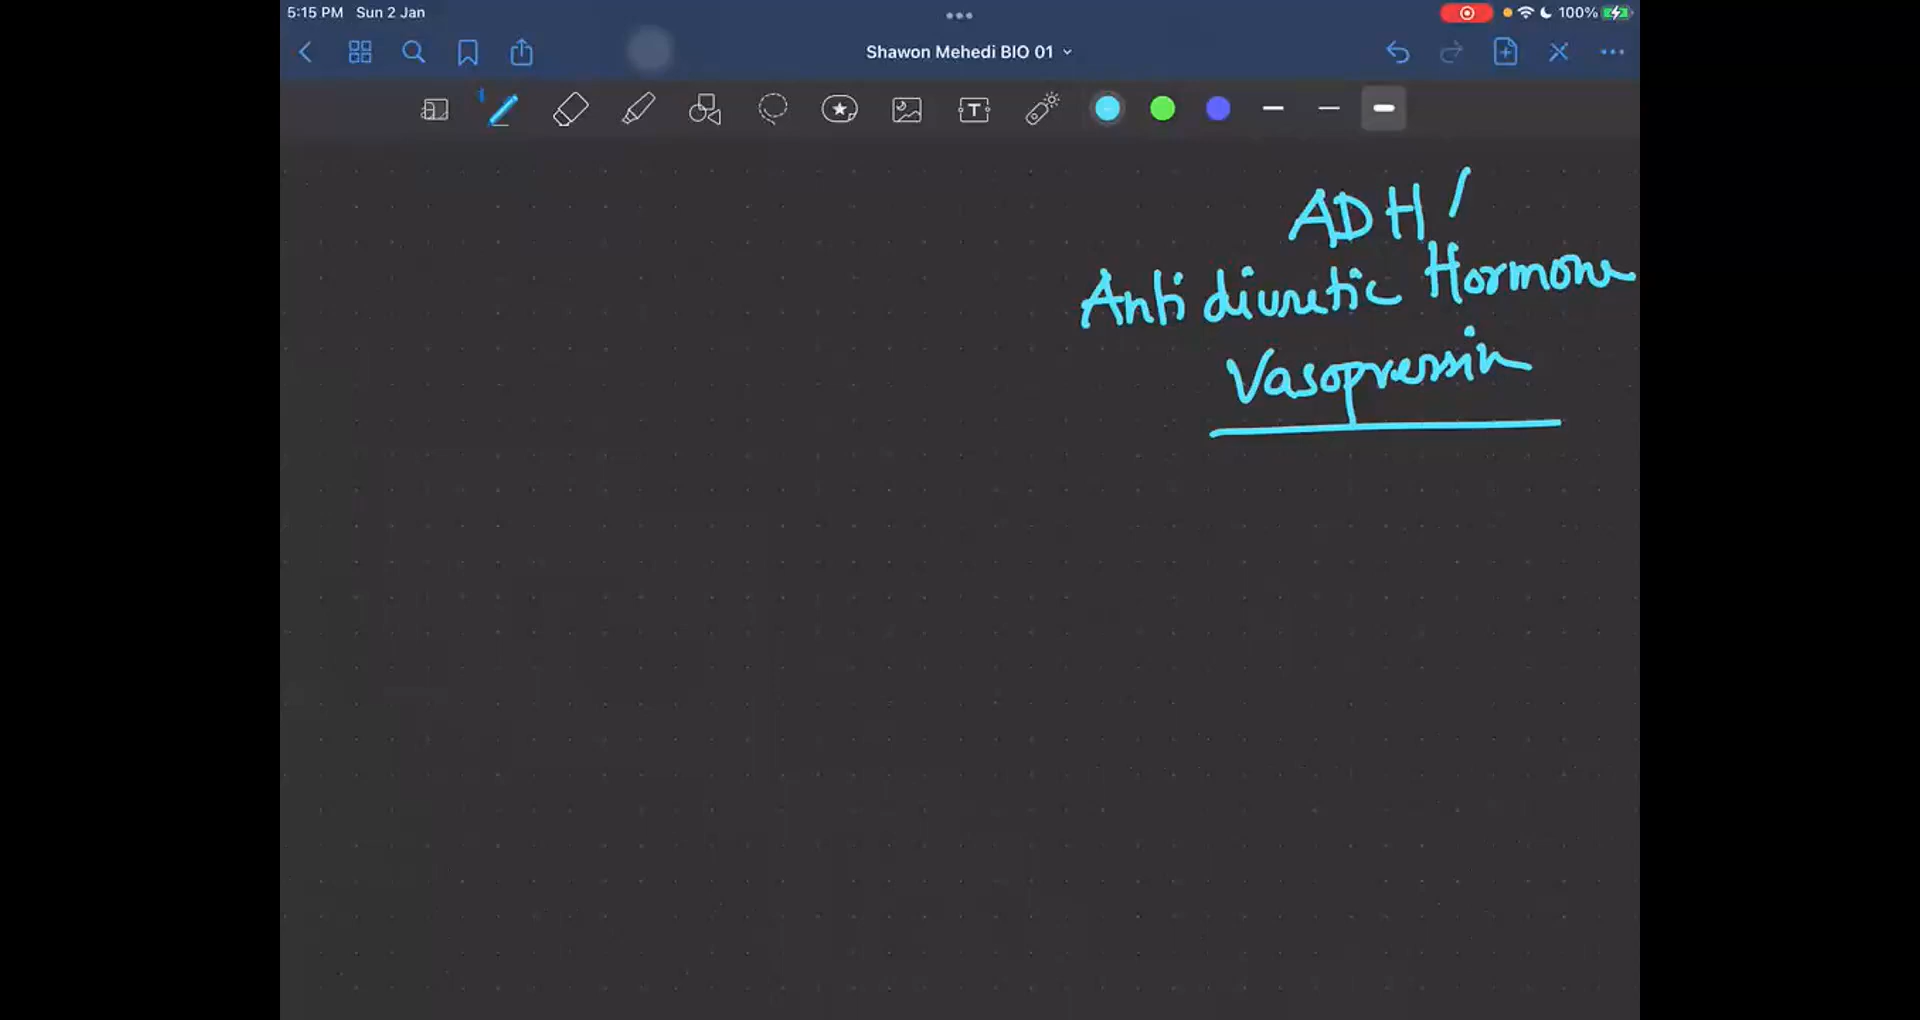 5:15 PM Sun 2 Jan
100%
Shawon Mehedi BIO 01
ADH /
Anti diuretic Hormone
Vasopressin